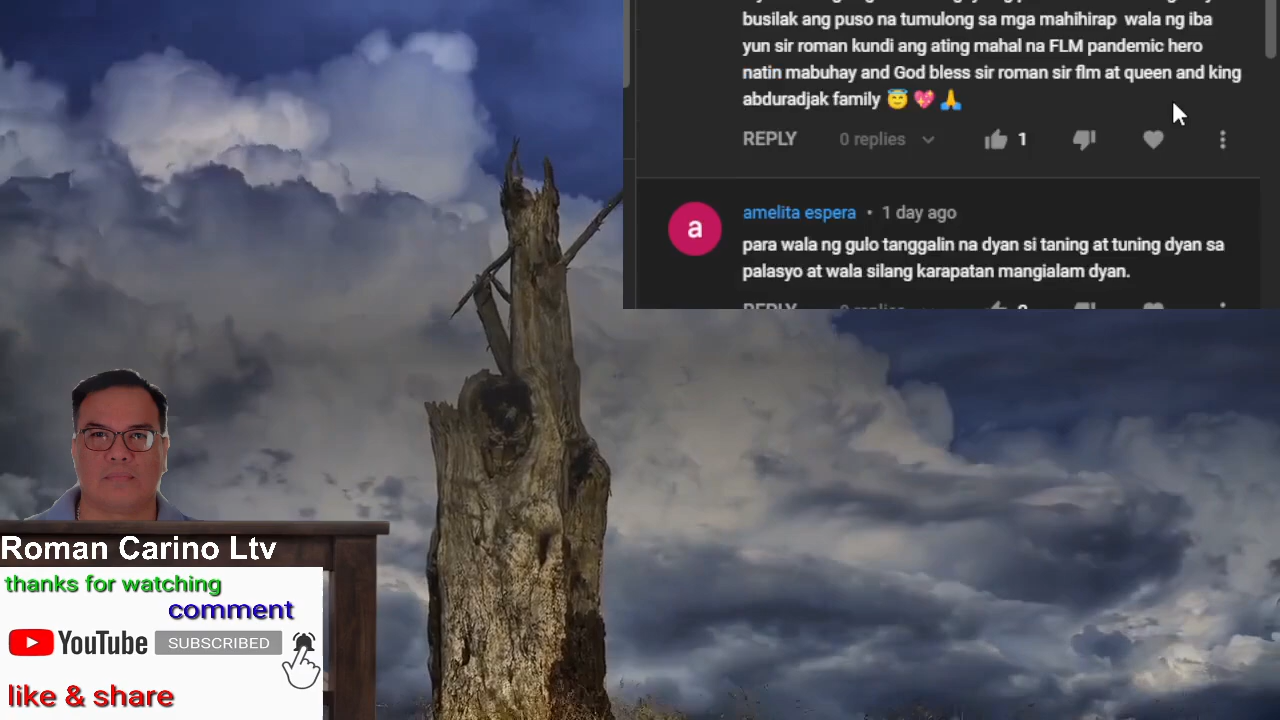 busilak ang puso na tumulong sa mga mahihirap wala ng iba
yun sir roman kundi ang ating mahal na FLM pandemic hero
natin mabuhay and God bless sir roman sir flm at queen and king
abduradjak family 😇 💖 🙏
REPLY 0 replies 1
a
amelita espera • 1 day ago
para wala ng gulo tanggalin na dyan si taning at tuning dyan sa
palasyo at wala silang karapatan mangialam dyan.
REPLY
Roman Carino Ltv
thanks for watching
comment
YouTube SUBSCRIBED
like & share